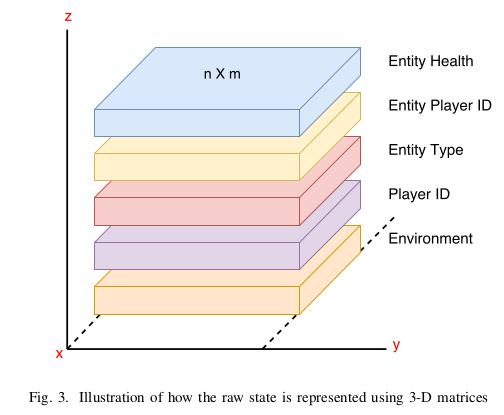 z
n X m
Entity Health
Entity Player ID
Entity Type
Player ID
Environment
x
y
Fig. 3. Illustration of how the raw state is represented using 3-D matrices